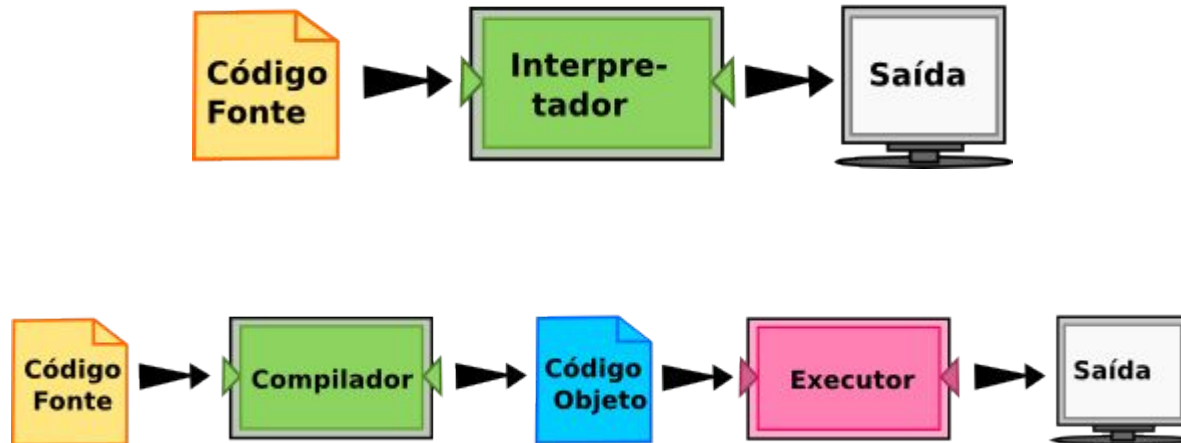 Código
Fonte
Interpre-
tador
Saída
Código
Fonte
Compilador
Código
Objeto
Executor
Saída